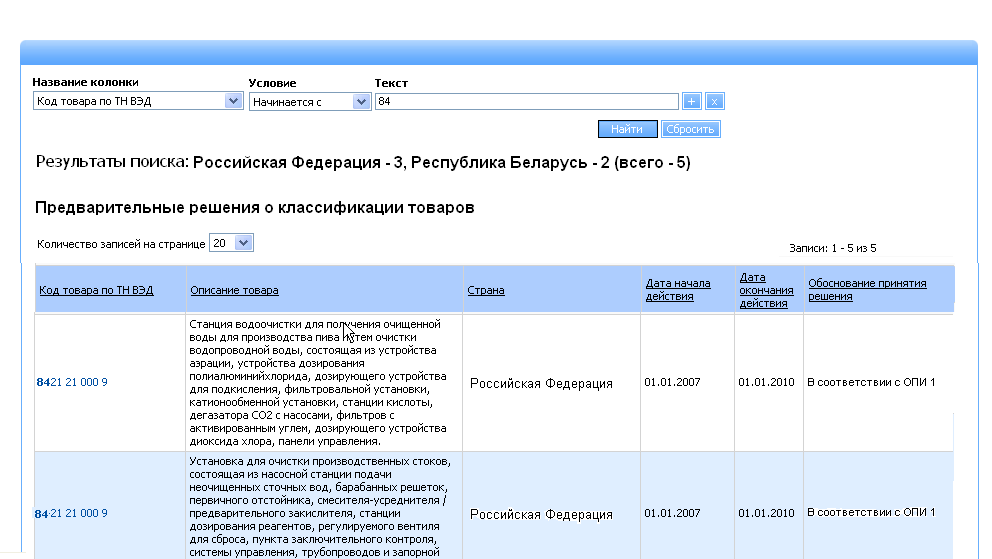 Название колонки Условие Текст
Код товара по ТН ВЭД Начинается с 84 + x
Найти Сбросить
Результаты поиска: Российская Федерация - 3, Республика Беларусь - 2 (всего - 5)
Предварительные решения о классификации товаров
Количество записей на странице 20
Записи: 1 - 5 из 5
Код товара по ТН ВЭД
Описание товара
Страна
Дата начала
действия
Дата
окончания
действия
Обоснование принятия
решения
8421 21 000 9
Станция водоочистки для получения очищенной
воды для производства пива путем очистки
водопроводной воды, состоящая из устройства
аэрации, устройства дозирования
полиалюминийхлорида, дозирующего устройства
для подкисления, фильтровальной установки,
катионообменной установки, станции кислоты,
дегазатора СО2 с насосами, фильтров с
активированным углем, дозирующего устройства
диоксида хлора, панели управления.
Российская Федерация
01.01.2007
01.01.2010
В соответствии с ОПИ 1
84 21 21 000 9
Установка для очистки производственных стоков,
состоящая из насосной станции подачи
неочищенных сточных вод, барабанных решеток,
первичного отстойника, смесителя-усреднителя /
предварительного закислителя, станции
дозирования реагентов, регулируемого вентиля
для сброса, пункта заключительного контроля,
системы управления, трубопроводов и запорной
Российская Федерация
01.01.2007
01.01.2010
В соответствии с ОПИ 1